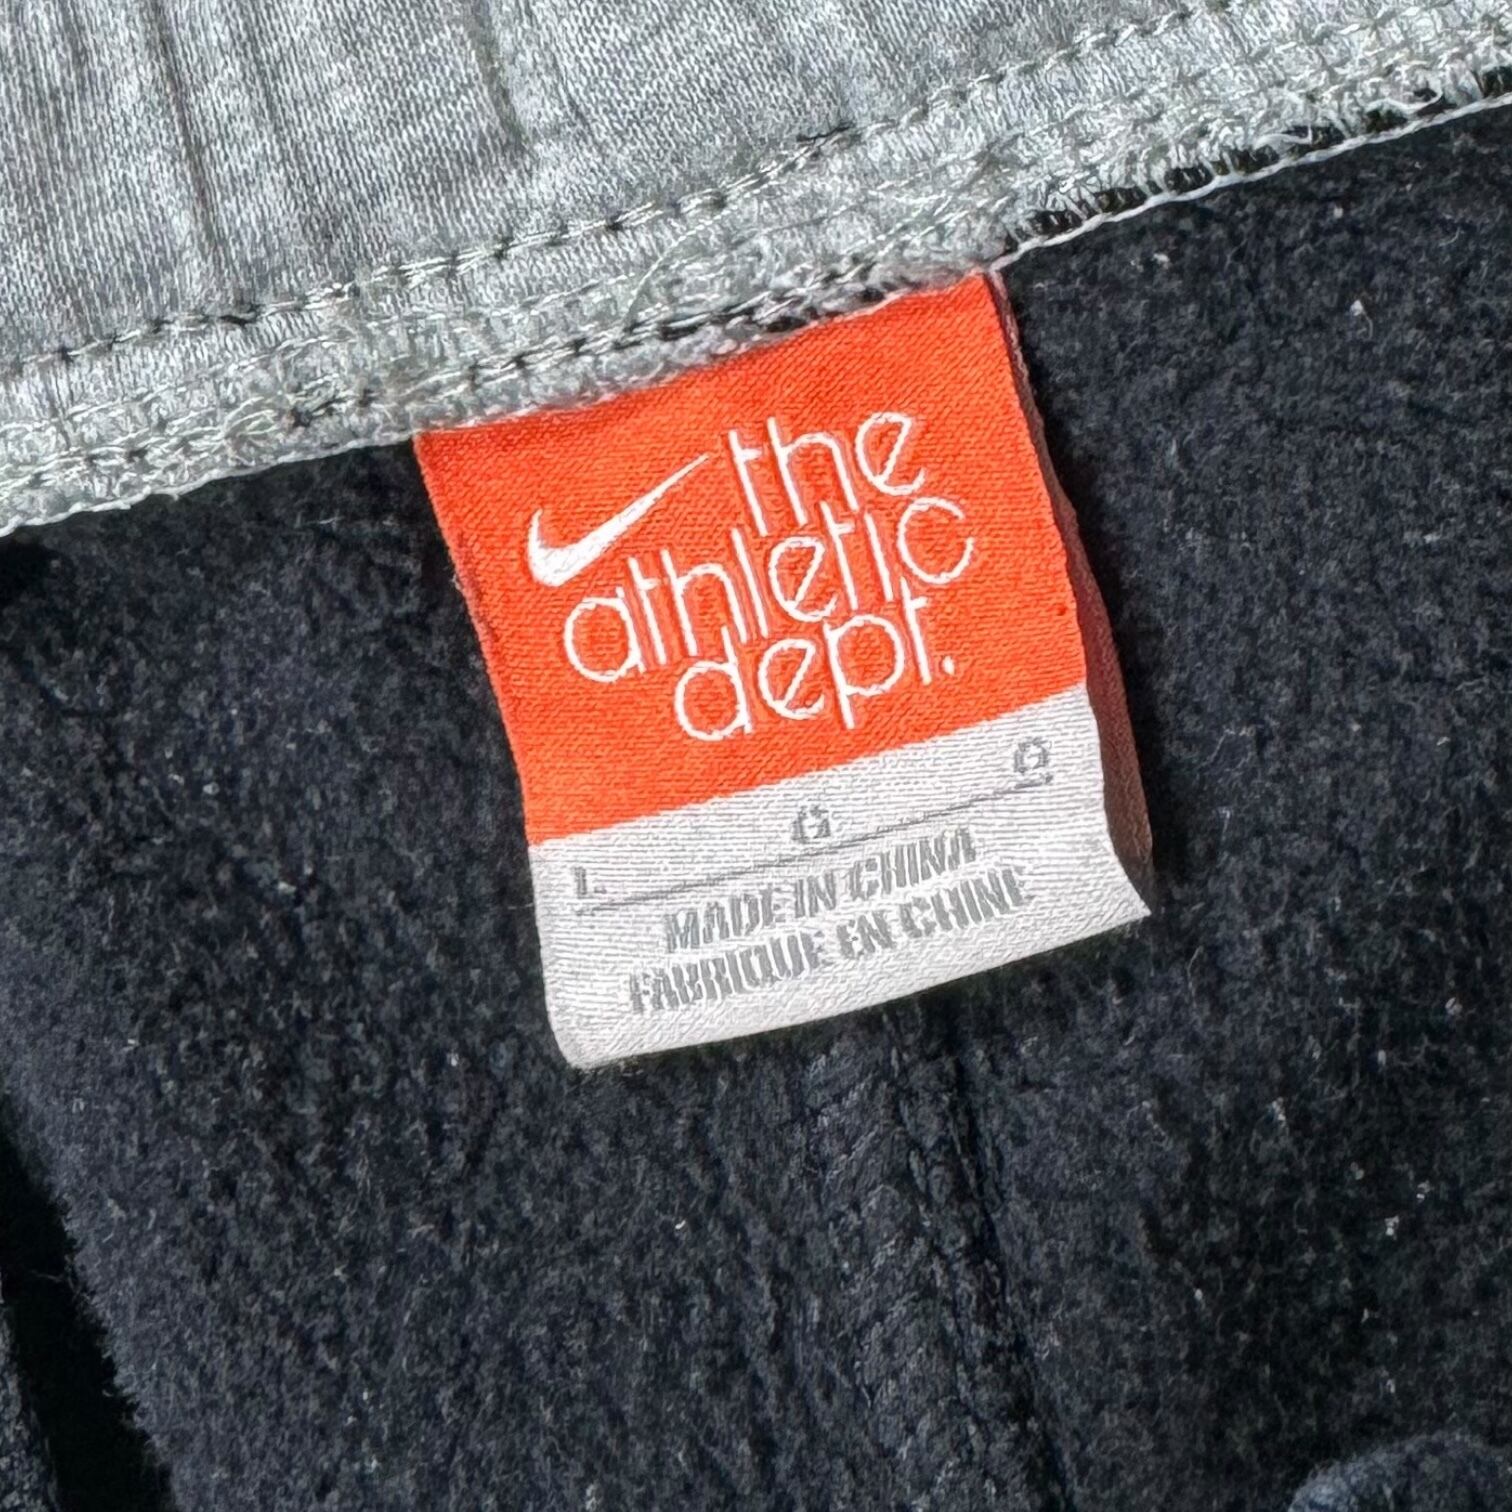 the
athletic
dept.
L G G
MADE IN CHINA
FABRIQUE EN CHINE